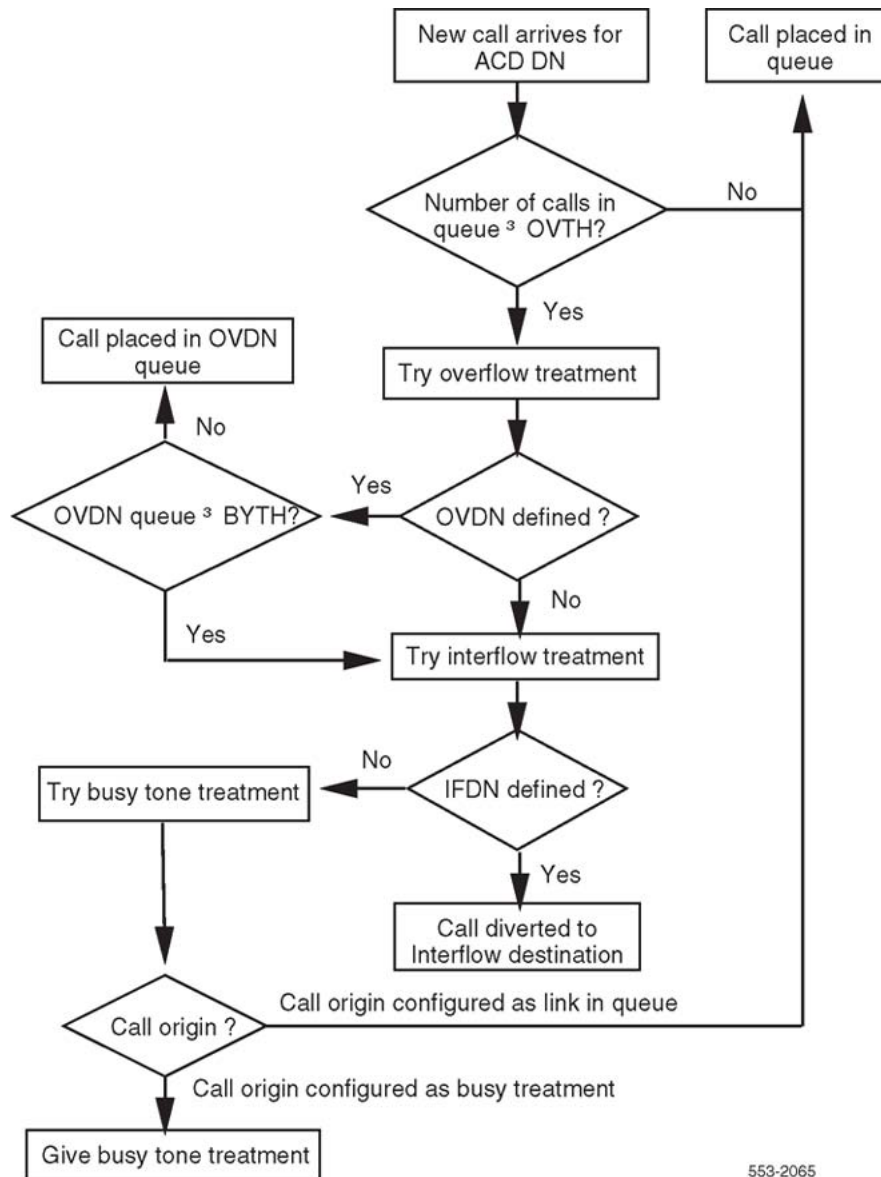 New call arrives for
ACD DN
Call placed in
queue
Number of calls in
queue ³ OVTH?
No
Yes
Call placed in OVDN
queue
Try overflow treatment
No
Yes
OVDN queue ³ BYTH?
OVDN defined ?
No
Yes
Try interflow treatment
No
Try busy tone treatment
IFDN defined ?
Yes
Call diverted to
Interflow destination
Call origin configured as link in queue
Call origin ?
Call origin configured as busy treatment
Give busy tone treatment
553-2065